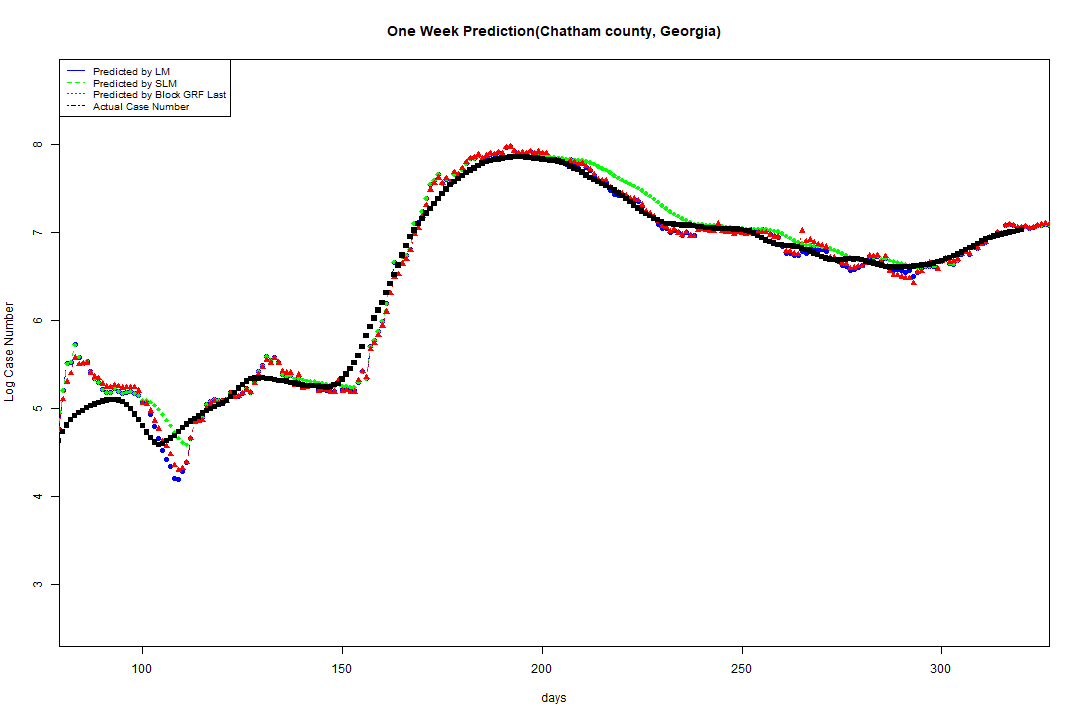 One Week Prediction(Chatham county, Georgia)
Predicted by LM
Predicted by SLM
Predicted by Block GRF Last
Actual Case Number
Log Case Number
8
7
6
5
4
3
100 150 200 250 300
days